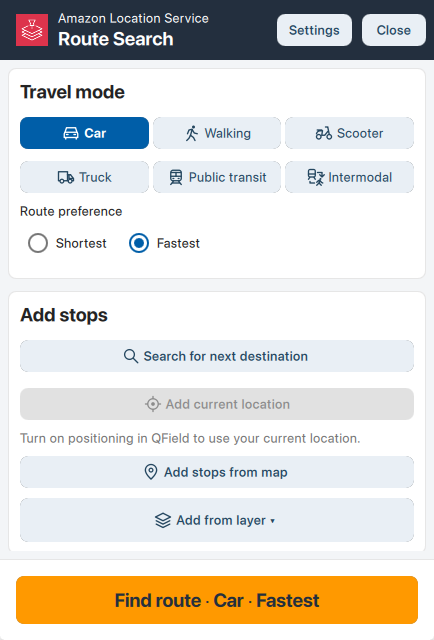 Amazon Location Service
Route Search
Settings
Close
Travel mode
Car
Walking
Scooter
Truck
Public transit
Intermodal
Route preference
Shortest
Fastest
Add stops
Search for next destination
Add current location
Turn on positioning in QField to use your current location.
Add stops from map
Add from layer ▾
Find route · Car · Fastest